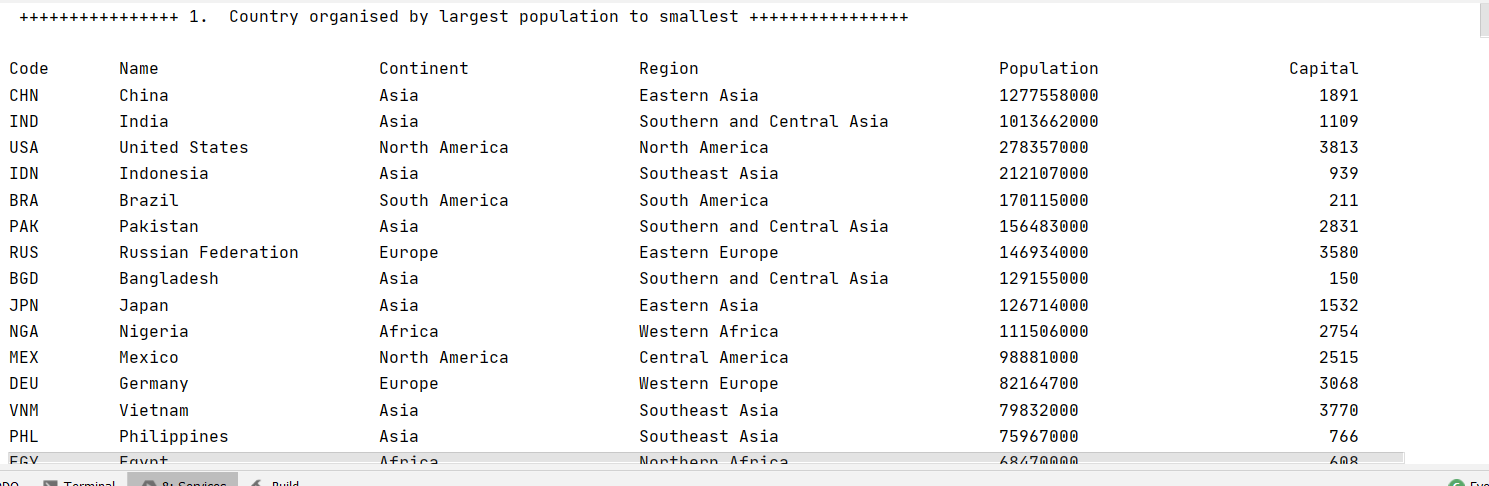 ++++++++++++++++ 1.  Country organised by largest population to smallest ++++++++++++++++
Code Name Continent Region Population Capital
CHN China Asia Eastern Asia 1277558000 1891
IND India Asia Southern and Central Asia 1013662000 1109
USA United States North America North America 278357000 3813
IDN Indonesia Asia Southeast Asia 212107000 939
BRA Brazil South America South America 170115000 211
PAK Pakistan Asia Southern and Central Asia 156483000 2831
RUS Russian Federation Europe Eastern Europe 146934000 3580
BGD Bangladesh Asia Southern and Central Asia 129155000 150
JPN Japan Asia Eastern Asia 126714000 1532
NGA Nigeria Africa Western Africa 111506000 2754
MEX Mexico North America Central America 98881000 2515
DEU Germany Europe Western Europe 82164700 3068
VNM Vietnam Asia Southeast Asia 79832000 3770
PHL Philippines Asia Southeast Asia 75967000 766
EGY Egypt Africa Northern Africa 68470000 608
Terminal 8: Services Build